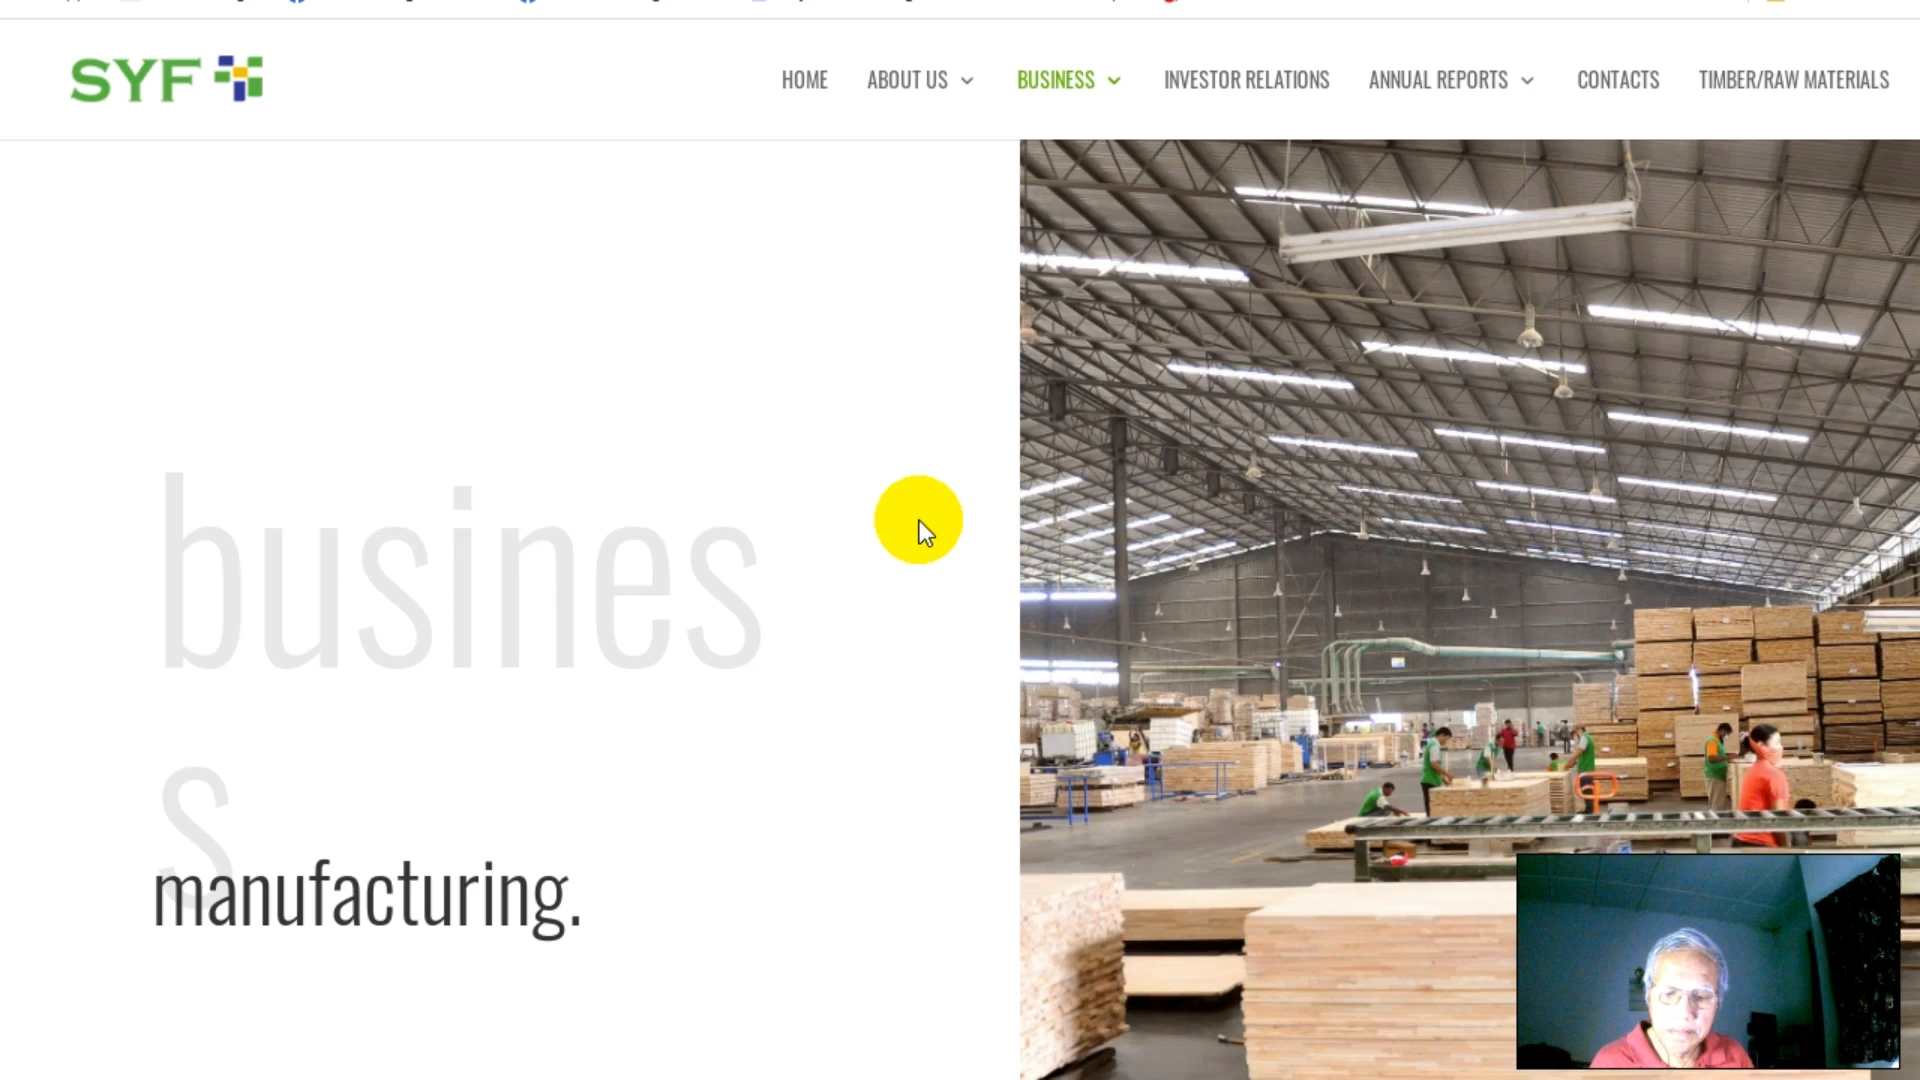 SYF
HOME ABOUT US BUSINESS INVESTOR RELATIONS ANNUAL REPORTS CONTACTS TIMBER/RAW MATERIALS
busines
s
manufacturing.